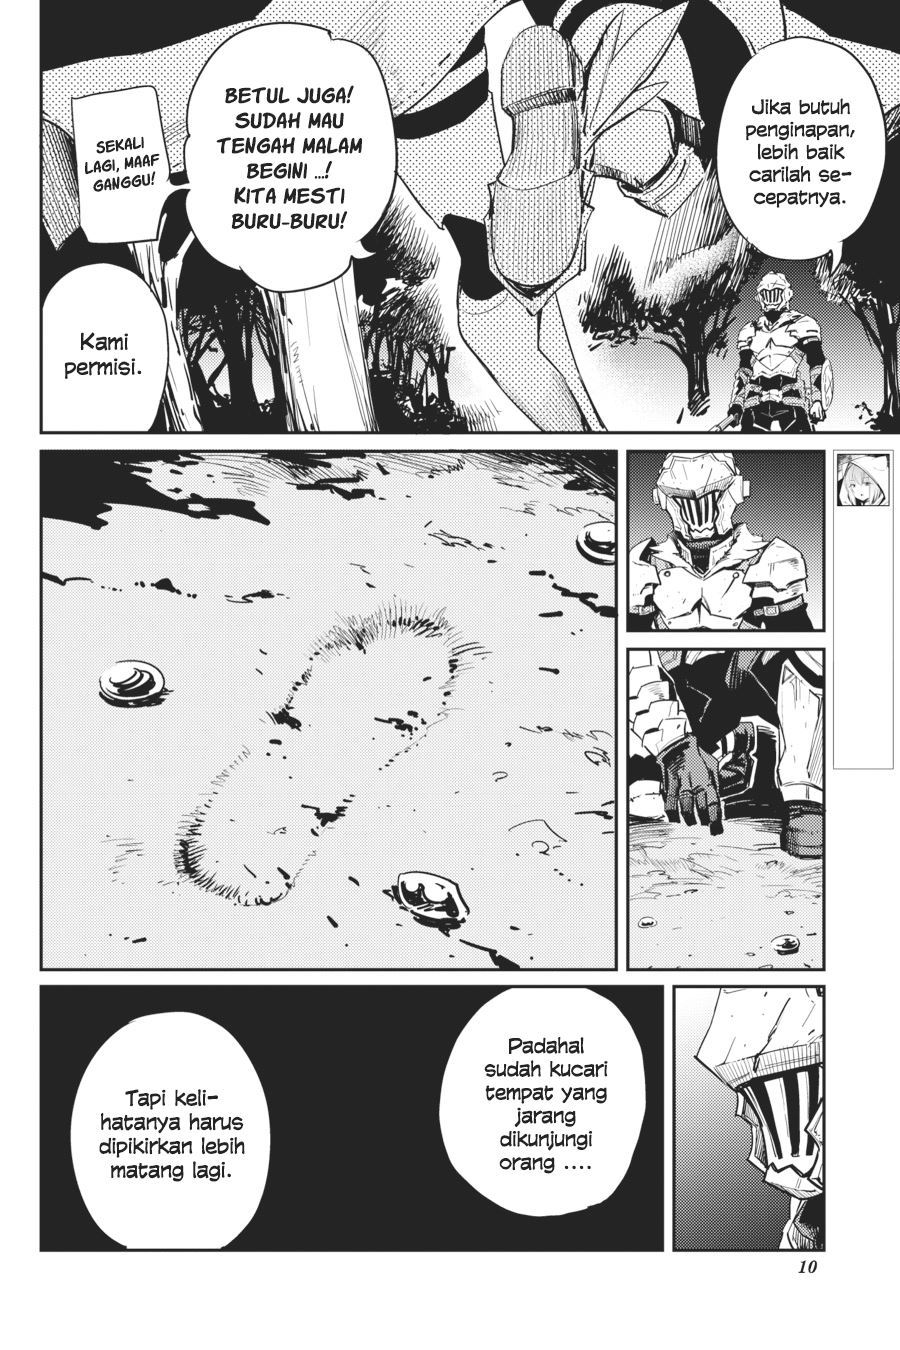 Jika butuh
penginapan,
lebih baik
carilah se-
cepatnya.
BETUL JUGA!
SUDAH MAU
TENGAH MALAM
BEGINI ...!
KITA MESTI
BURU-BURU!
SEKALI
LAGI, MAAF
GANGGU!
Kami
permisi.
Padahal
sudah kucari
tempat yang
jarang
dikunjungi
orang ....
Tapi keli-
hatanya harus
dipikirkan lebih
matang lagi.
10